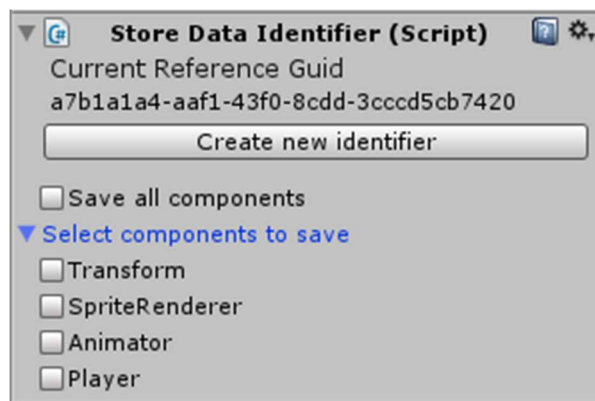 Store Data Identifier (Script)
Current Reference Guid
a7b1a1a4-aaf1-43f0-8cdd-3cccd5cb7420
Create new identifier
Save all components
Select components to save
Transform
SpriteRenderer
Animator
Player